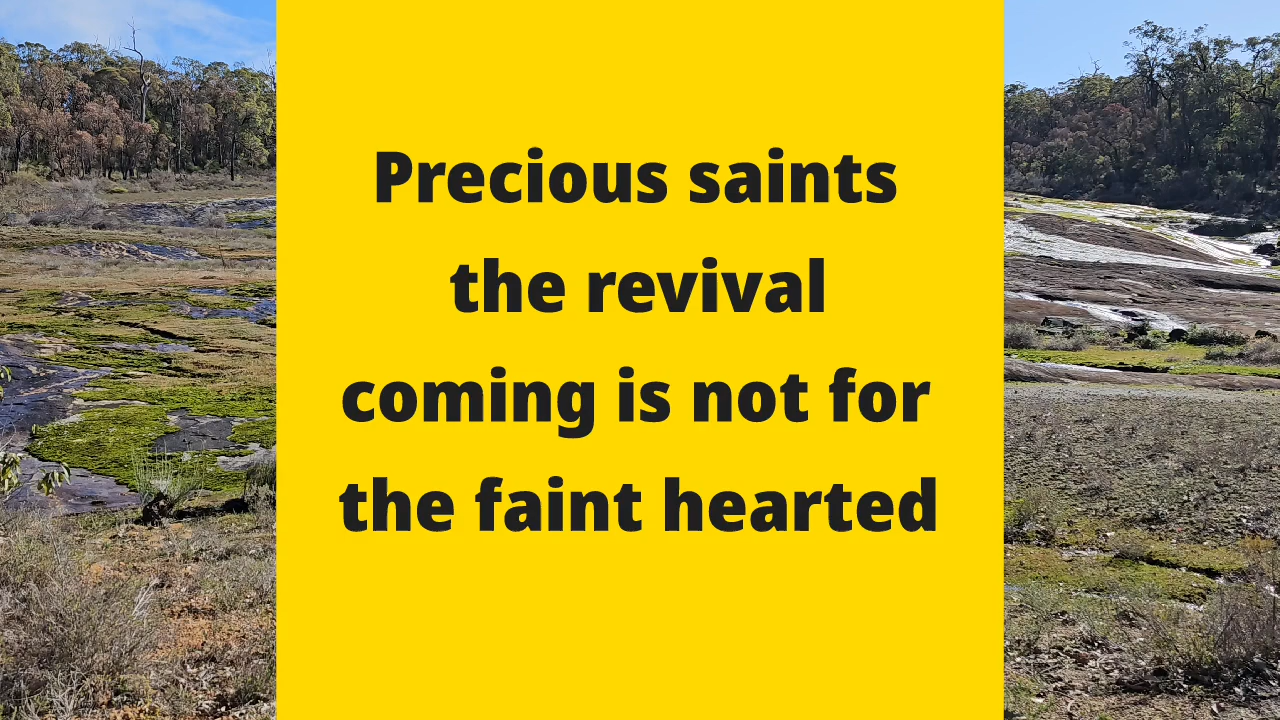 Precious saints
the revival
coming is not for
the faint hearted